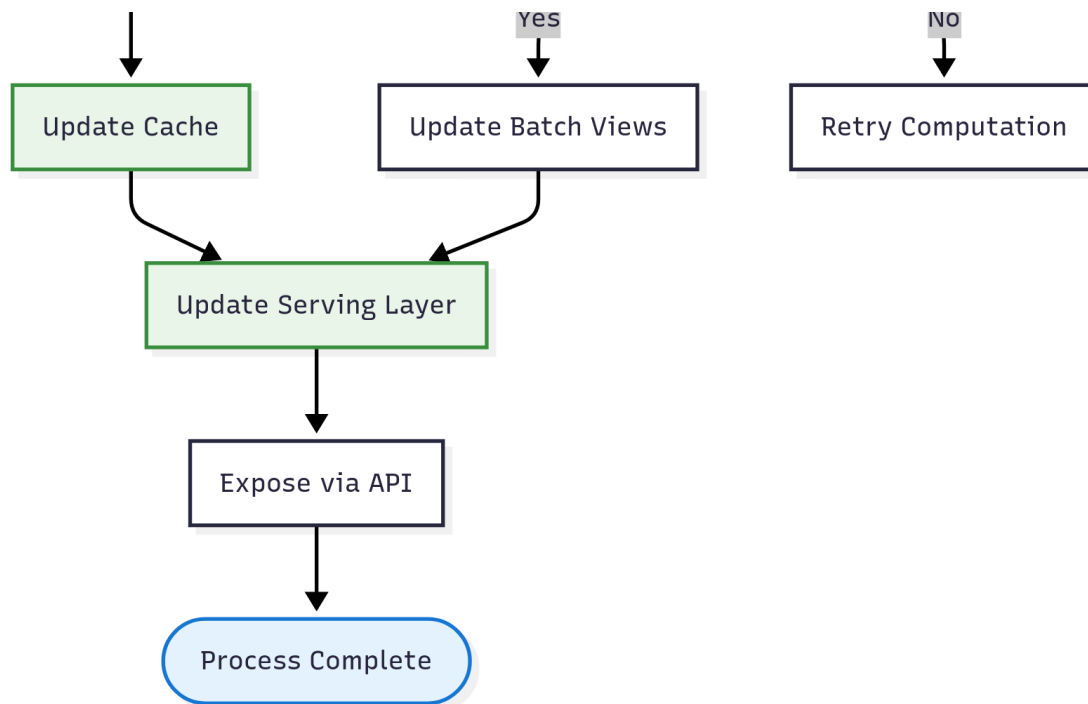 Yes
No
Update Cache
Update Batch Views
Retry Computation
Update Serving Layer
Expose via API
Process Complete